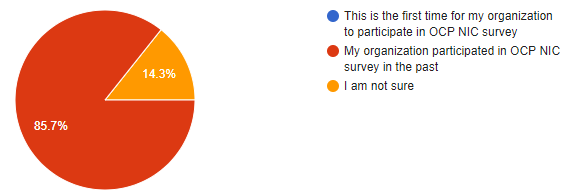 This is the first time for my organization
to participate in OCP NIC survey
My organization participated in OCP NIC
survey in the past
I am not sure
14.3%
85.7%